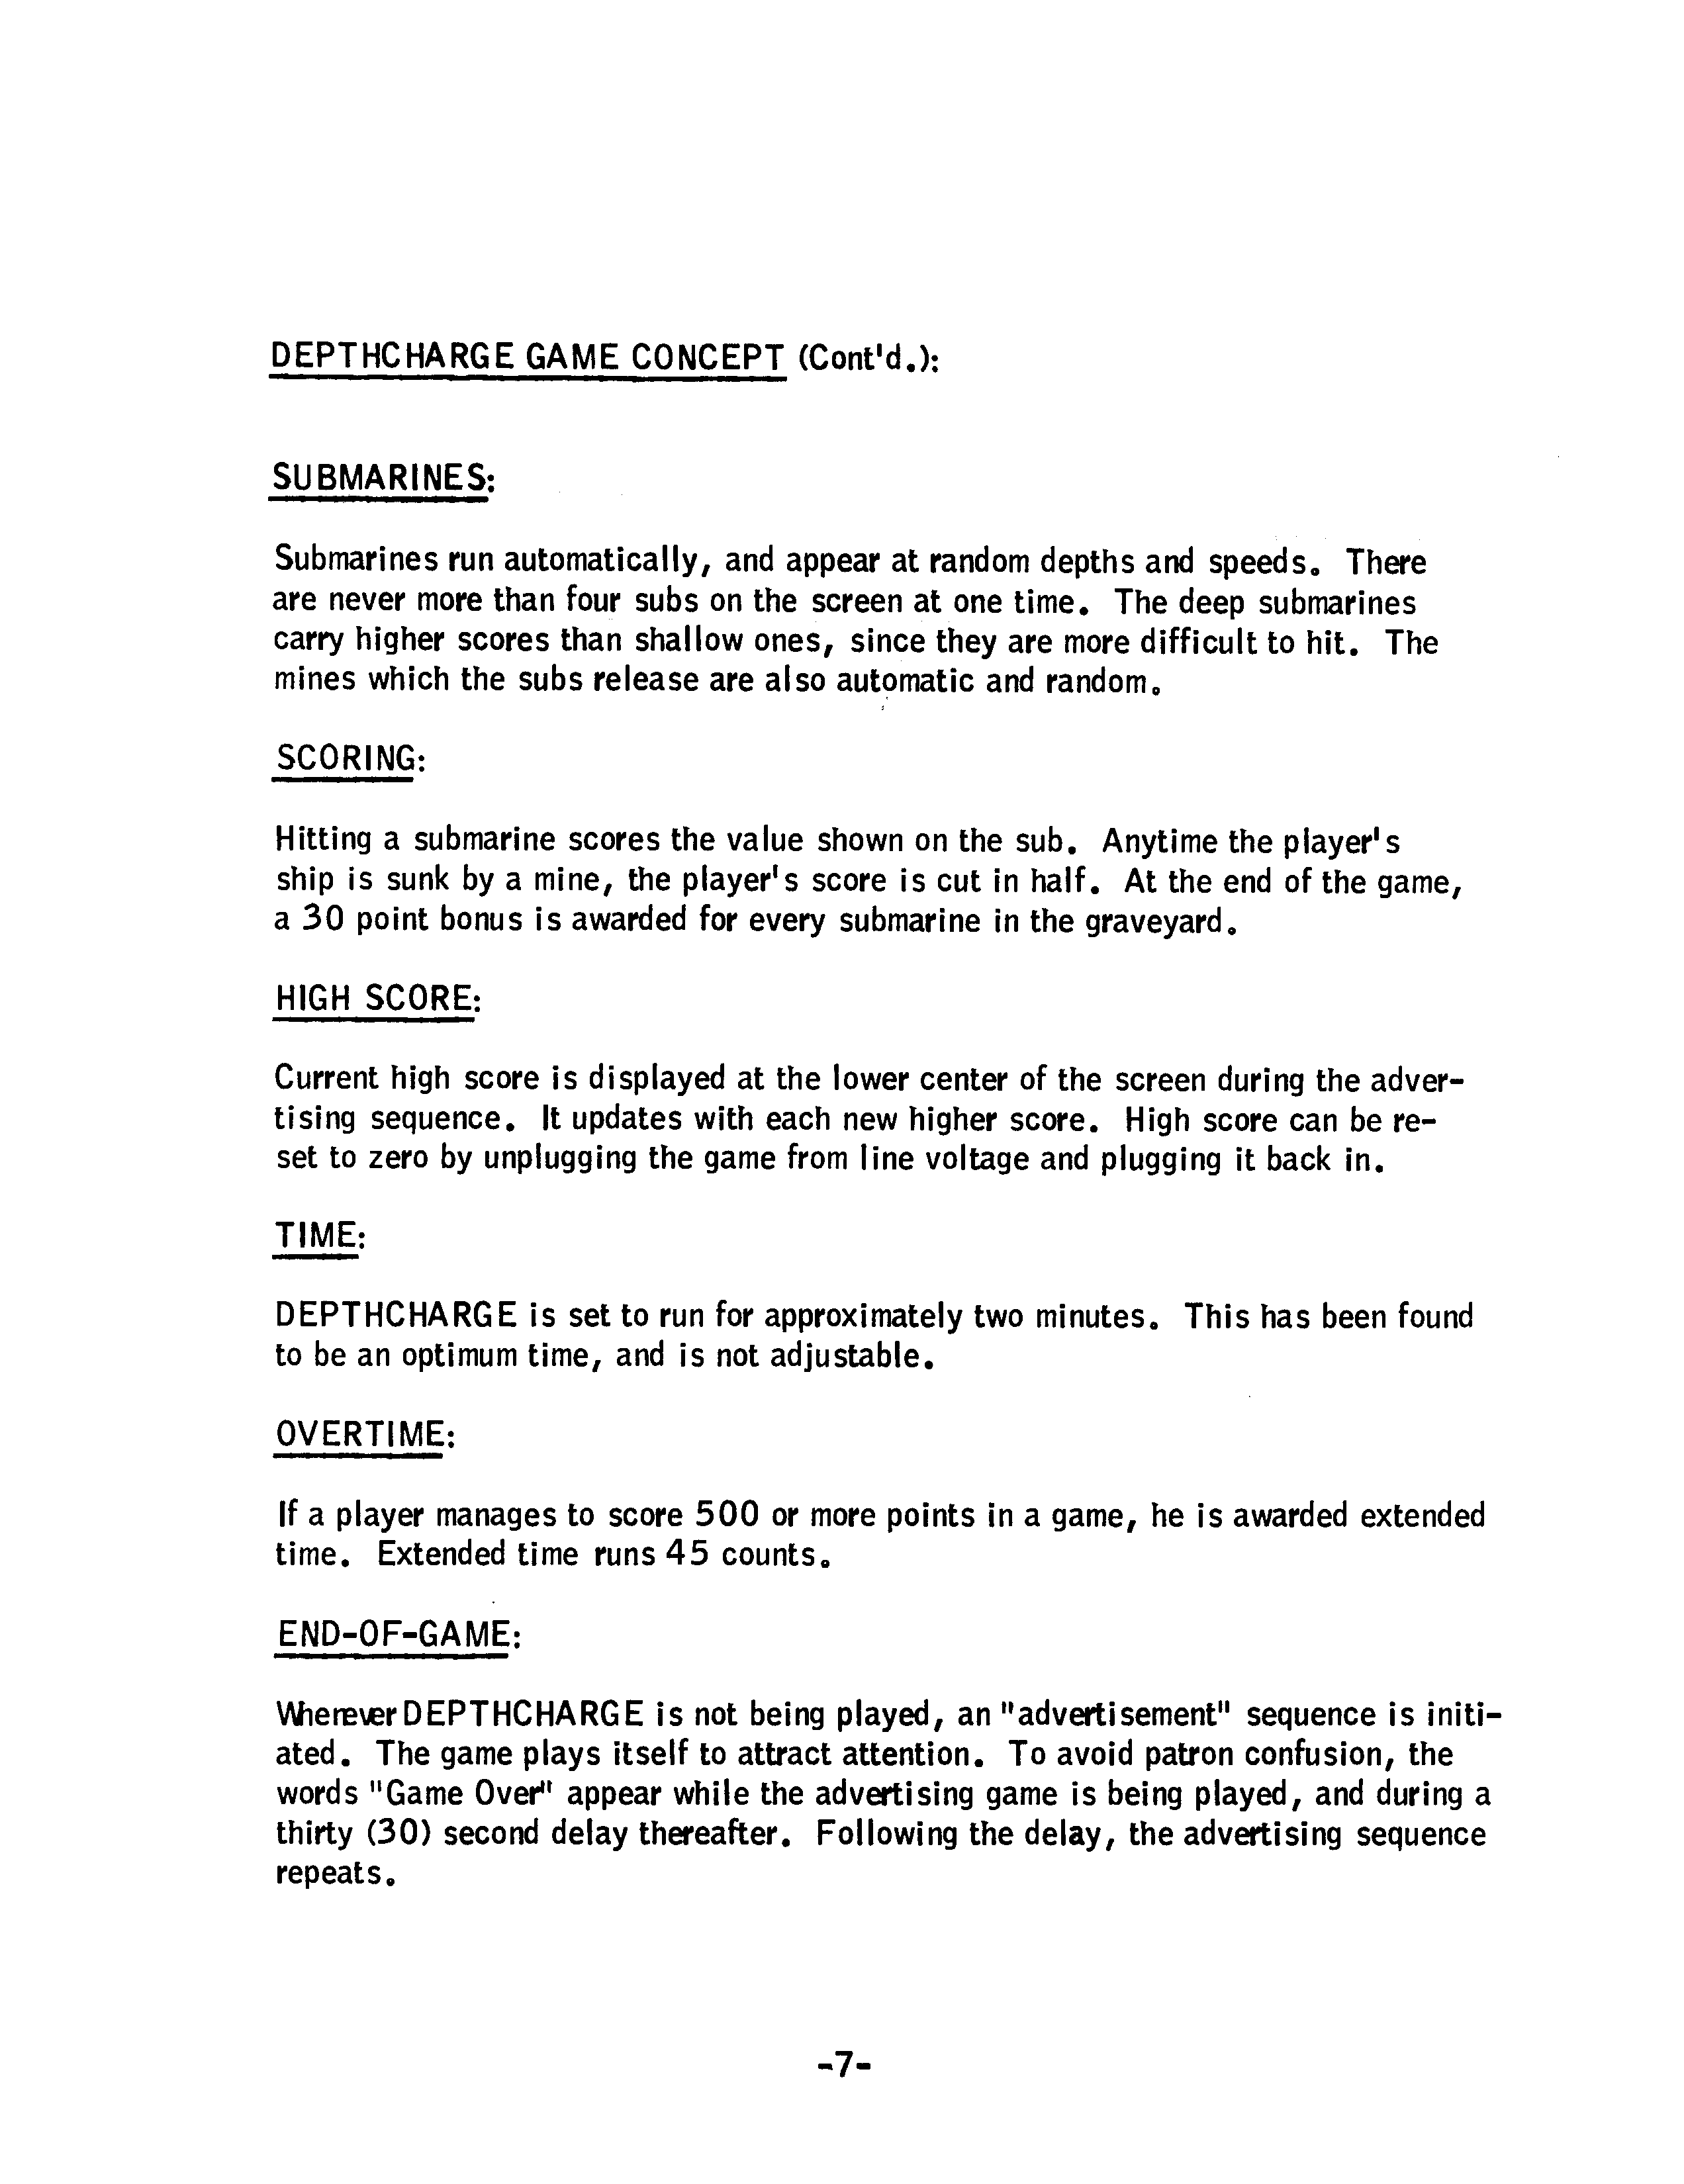 DEPTHCHARGE GAME CONCEPT (Cont'd.):
SUBMARINES:
Submarines run automatically, and appear at random depths and speeds. There
are never more than four subs on the screen at one time. The deep submarines
carry higher scores than shallow ones, since they are more difficult to hit. The
mines which the subs release are also automatic and random.
SCORING:
Hitting a submarine scores the value shown on the sub. Anytime the player's
ship is sunk by a mine, the player's score is cut in half. At the end of the game,
a 30 point bonus is awarded for every submarine in the graveyard.
HIGH SCORE:
Current high score is displayed at the lower center of the screen during the adver-
tising sequence. It updates with each new higher score. High score can be re-
set to zero by unplugging the game from line voltage and plugging it back in.
TIME:
DEPTHCHARGE is set to run for approximately two minutes. This has been found
to be an optimum time, and is not adjustable.
OVERTIME:
If a player manages to score 500 or more points in a game, he is awarded extended
time. Extended time runs 45 counts.
END-OF-GAME:
Wherever DEPTHCHARGE is not being played, an "advertisement" sequence is initi-
ated. The game plays itself to attract attention. To avoid patron confusion, the
words "Game Over" appear while the advertising game is being played, and during a
thirty (30) second delay thereafter. Following the delay, the advertising sequence
repeats.
-7-